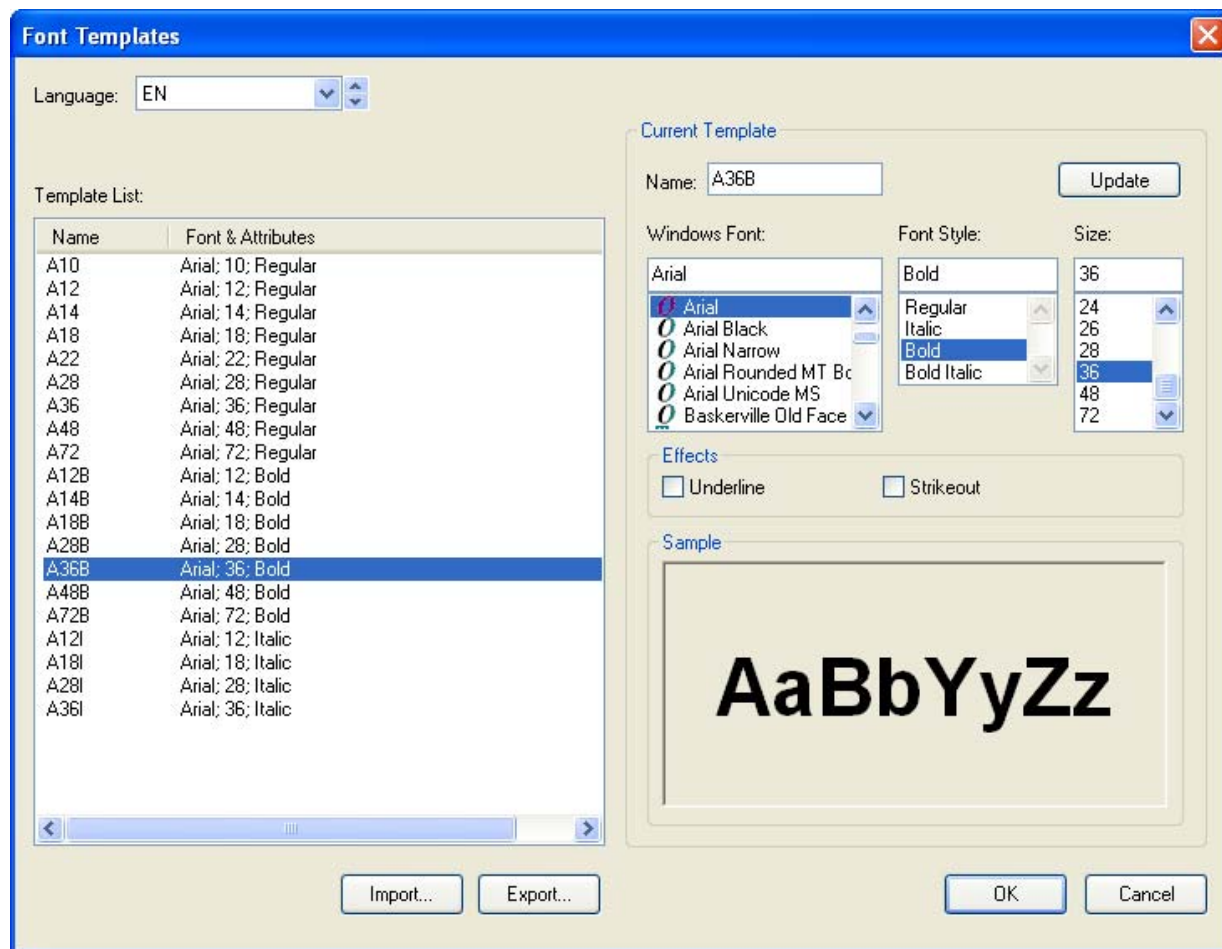 Font Templates
Language: EN
Template List:
Name Font & Attributes
A10 Arial; 10; Regular
A12 Arial; 12; Regular
A14 Arial; 14; Regular
A18 Arial; 18; Regular
A22 Arial; 22; Regular
A28 Arial; 28; Regular
A36 Arial; 36; Regular
A48 Arial; 48; Regular
A72 Arial; 72; Regular
A12B Arial; 12; Bold
A14B Arial; 14; Bold
A18B Arial; 18; Bold
A28B Arial; 28; Bold
A36B Arial; 36; Bold
A48B Arial; 48; Bold
A72B Arial; 72; Bold
A12I Arial; 12; Italic
A18I Arial; 18; Italic
A28I Arial; 28; Italic
A36I Arial; 36; Italic
Import... Export...
Current Template
Name: A36B Update
Windows Font: Font Style: Size:
Arial Bold 36
Arial Regular 24
Arial Black Italic 26
Arial Narrow Bold 28
Arial Rounded MT Bo Bold Italic 36
Arial Unicode MS 48
Baskerville Old Face 72
Effects
Underline Strikeout
Sample
AaBbYyZz
OK Cancel